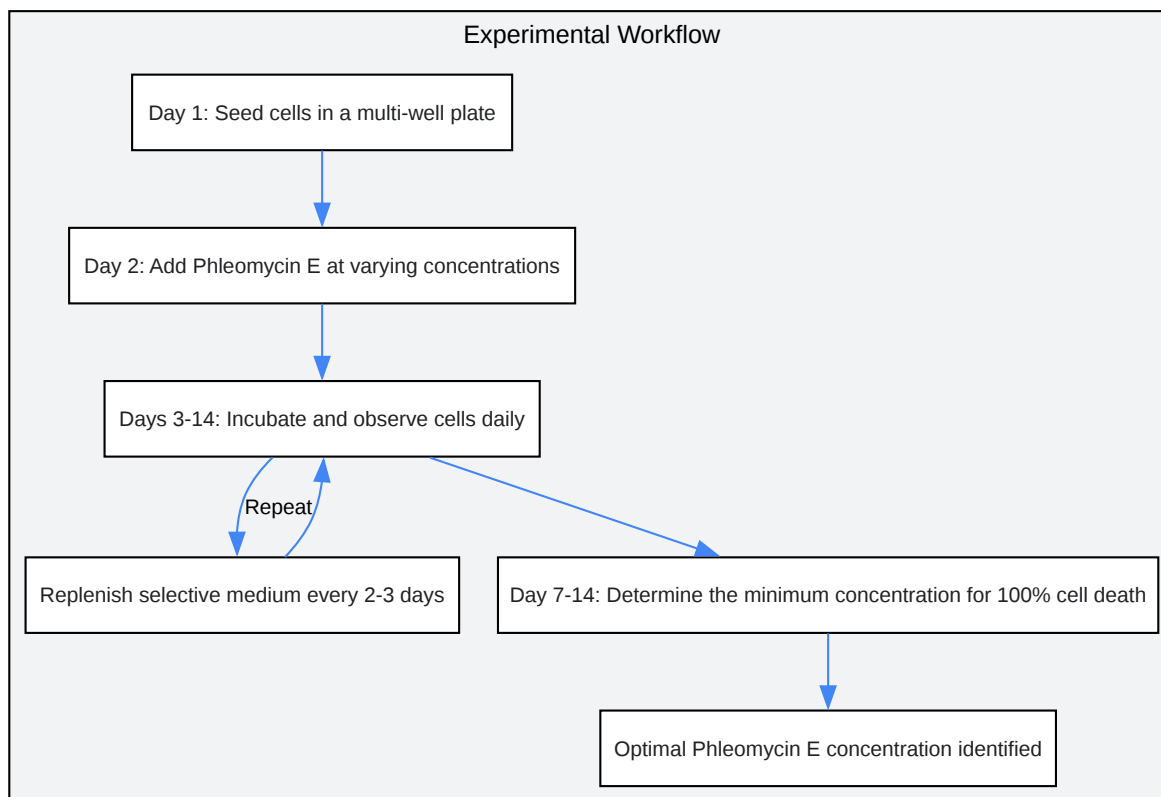 Experimental Workflow
Day 1: Seed cells in a multi-well plate
Day 2: Add Phleomycin E at varying concentrations
Days 3-14: Incubate and observe cells daily
Repeat
Replenish selective medium every 2-3 days
Day 7-14: Determine the minimum concentration for 100% cell death
Optimal Phleomycin E concentration identified